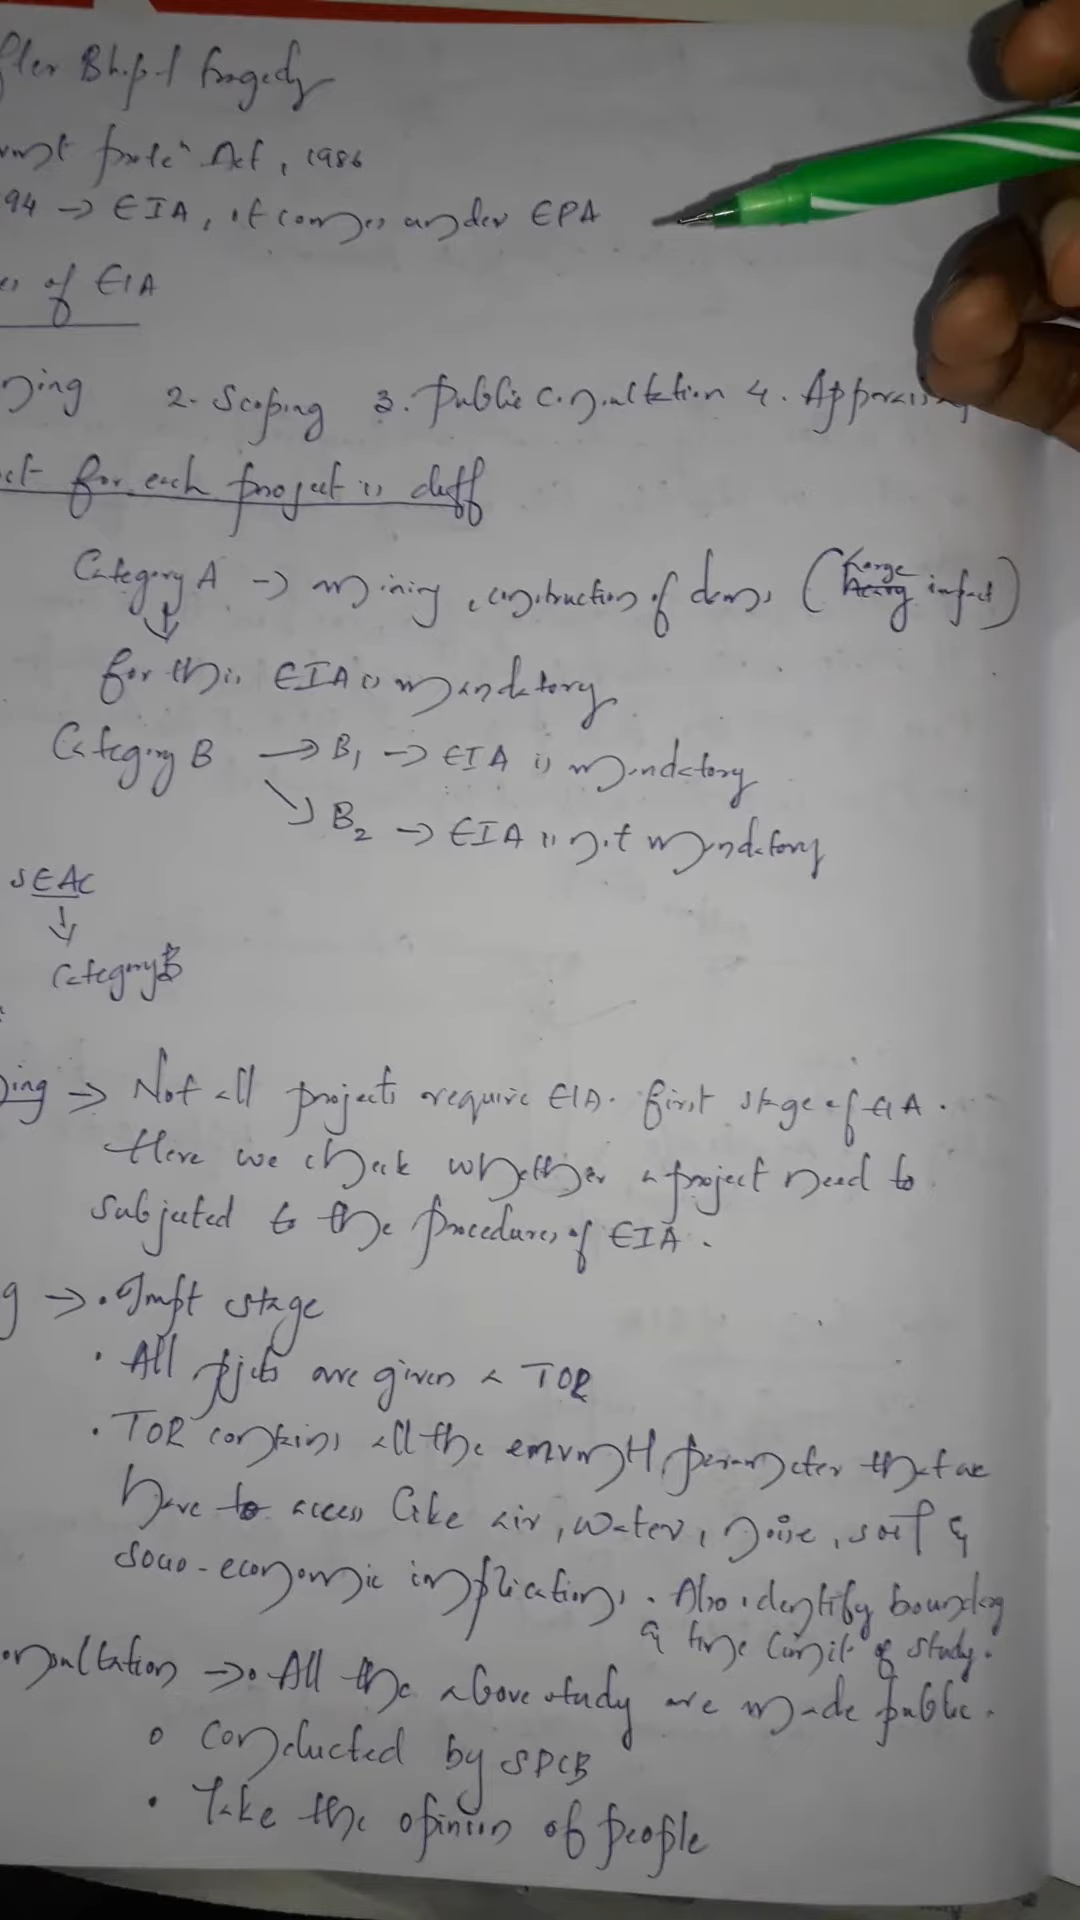 after Bhopal tragedy
Act, 1986
94 → EIA, it comes under EPA
of EIA
2. Scoping 3. Public Consultation 4. Appraisal
for each project is diff
Category A → mining, construction of dams (Large impact)
for this EIA is mandatory
Category B → B1 → EIA is mandatory
B2 → EIA is not mandatory
SEAC
↓
Category B
ing → Not all projects require EIA. first stage of EIA.
Here we check whether a project need to
subjected to the procedures of EIA.
g → • Impt stage
• All pjcts are given a TOR
• TOR contains all the envrnmtl parameter that we
have to access like air, water, noise, soil &
socio-economic implications. Also identify boundary
& time limit of study.
onsultation → • All the above study are made public.
• Conducted by SPCB
• Take the opinion of people